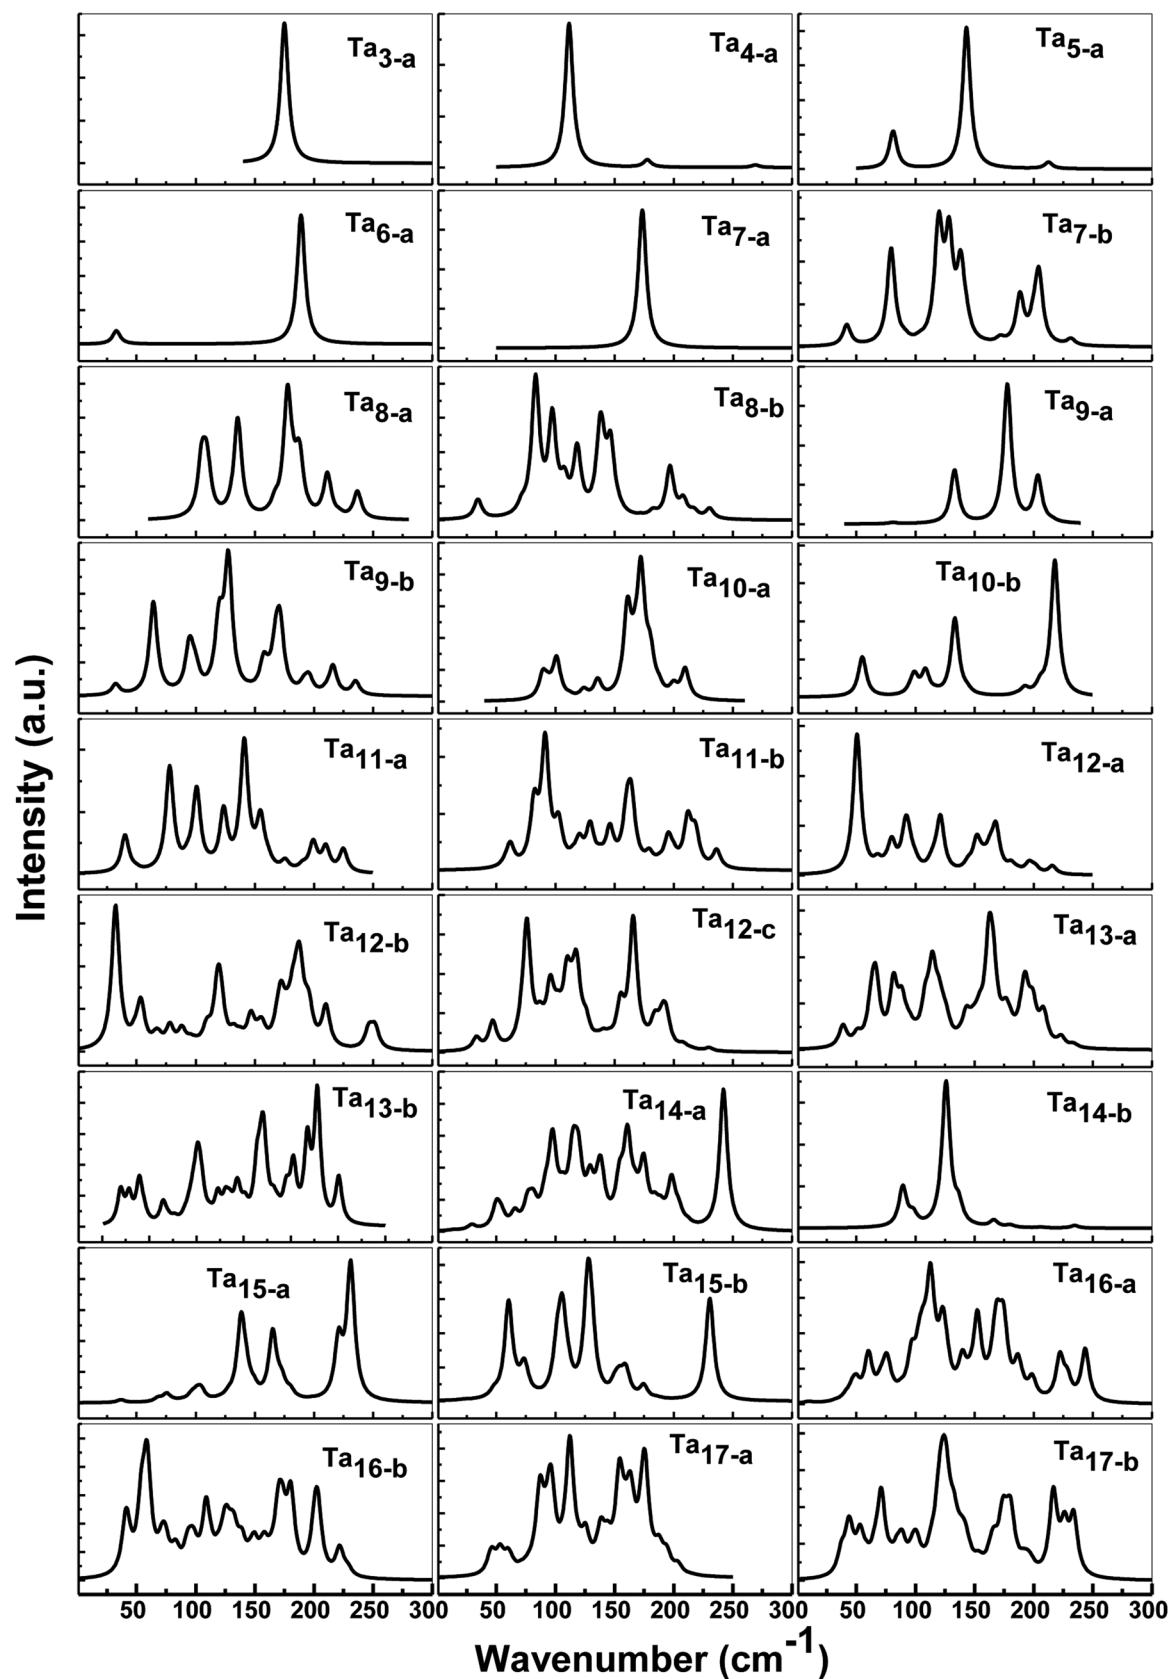 Ta3-a
Ta4-a
Ta5-a
Ta6-a
Ta7-a
Ta7-b
Ta8-a
Ta8-b
Ta9-a
Ta9-b
Ta10-a
Ta10-b
Ta11-a
Ta11-b
Ta12-a
Ta12-b
Ta12-c
Ta13-a
Ta13-b
Ta14-a
Ta14-b
Ta15-a
Ta15-b
Ta16-a
Ta16-b
Ta17-a
Ta17-b
Intensity (a.u.)
50 100 150 200 250 300 50 100 150 200 250 300 50 100 150 200 250 300
Wavenumber (cm-1)